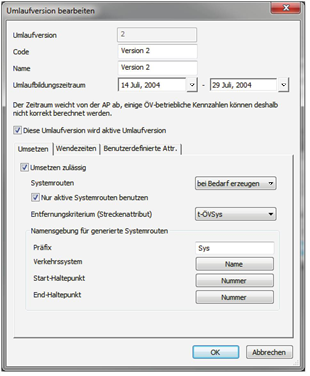 Umlaufversion bearbeiten
Umlaufversion 2
Code Version 2
Name Version 2
Umlaufbildungszeitraum 14 Juli, 2004 - 29 Juli, 2004
Der Zeitraum weicht von der AP ab, einige ÖV-betriebliche Kennzahlen können deshalb
nicht korrekt berechnet werden.
Diese Umlaufversion wird aktive Umlaufversion
Umsetzen Wendezeiten Benutzerdefinierte Attr.
Umsetzen zulässig
Systemrouten bei Bedarf erzeugen
Nur aktive Systemrouten benutzen
Entfernungskriterium (Streckenattribut) t-ÖVSys
Namensgebung für generierte Systemrouten
Präfix Sys
Verkehrssystem Name
Start-Haltepunkt Nummer
End-Haltepunkt Nummer
OK Abbrechen